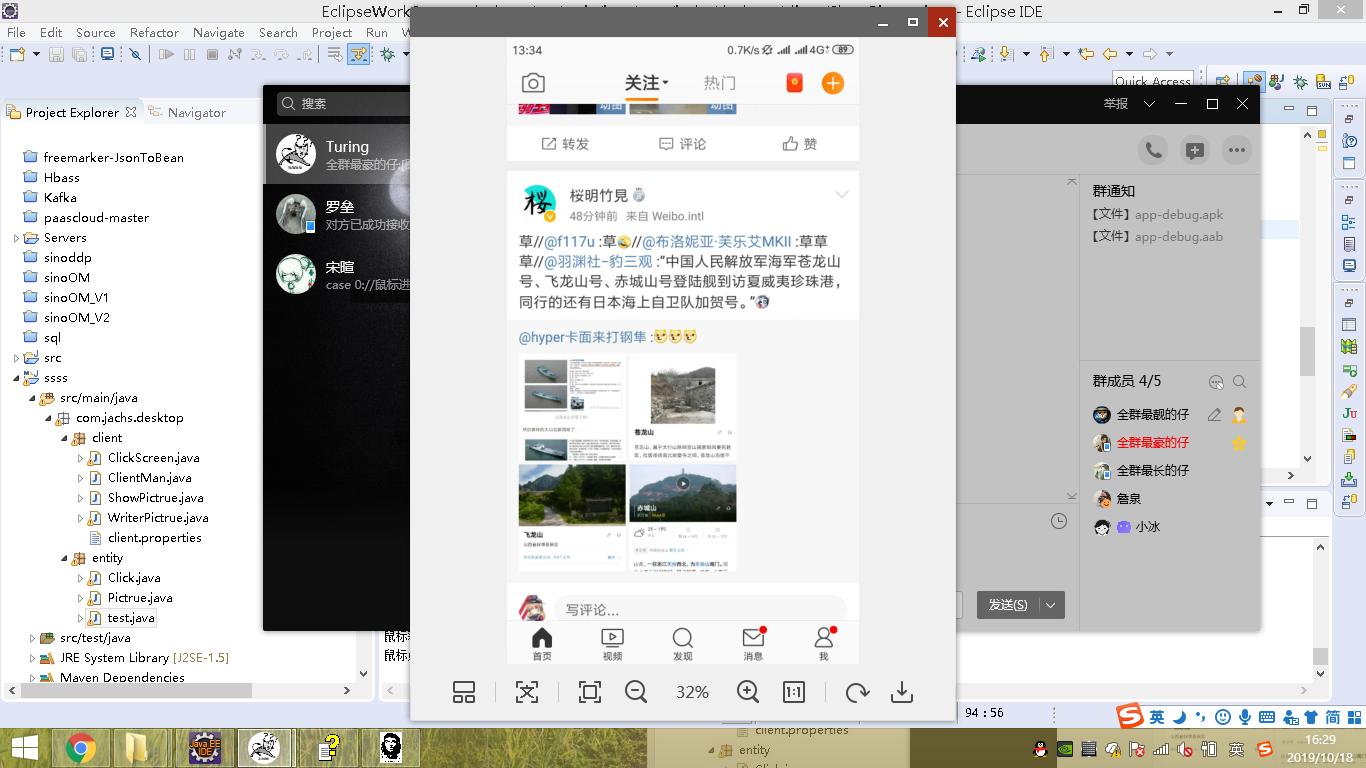 EclipseWork
- Eclipse IDE
File Edit Source Refactor Navigate Search Project Run
Quick Access
Project Explorer
Navigator
freemarker-JsonToBean
Hbass
Kafka
paascloud-master
Servers
sinoddp
sinoOM
sinoOM_V1
sinoOM_V2
sql
src
ssss
src/main/java
com.jachs.desktop
client
ClickScreen.java
ClientMan.java
ShowPictrue.java
WriterPictrue.java
client.properties
entity
Click.java
Pictrue.java
test.java
src/test/java
JRE System Library [J2SE-1.5]
Maven Dependencies
搜索
Turing
全群最豪的仔:[
罗垒
对方已成功接收
宋暄
case 0://鼠标进
13:34
0.7K/s 4G 89
关注
热门
动图
动图
转发
评论
赞
桜明竹晃
48分钟前 来自 Weibo.intl
草//@f117u :草//@布洛妮亚·芙乐艾MKII :草草
草//@羽渊社-豹三观 :“中国人民解放军海军苍龙山
号、飞龙山号、赤城山号登陆舰到访夏威夷珍珠港，
同行的还有日本海上自卫队加贺号。”
@hyper卡面来打钢隼 :
苍龙山
飞龙山
赤城山
写评论...
首页
视频
发现
消息
我
32%
1:1
举报
群通知
【文件】app-debug.apk
【文件】app-debug.aab
群成员 4/5
全群最靓的仔
全群最豪的仔
全群最长的仔
詹泉
小冰
发送(S)
94 : 56
英
简
client.properties
entity
Java EE
IDE
英
16:29
2019/10/18